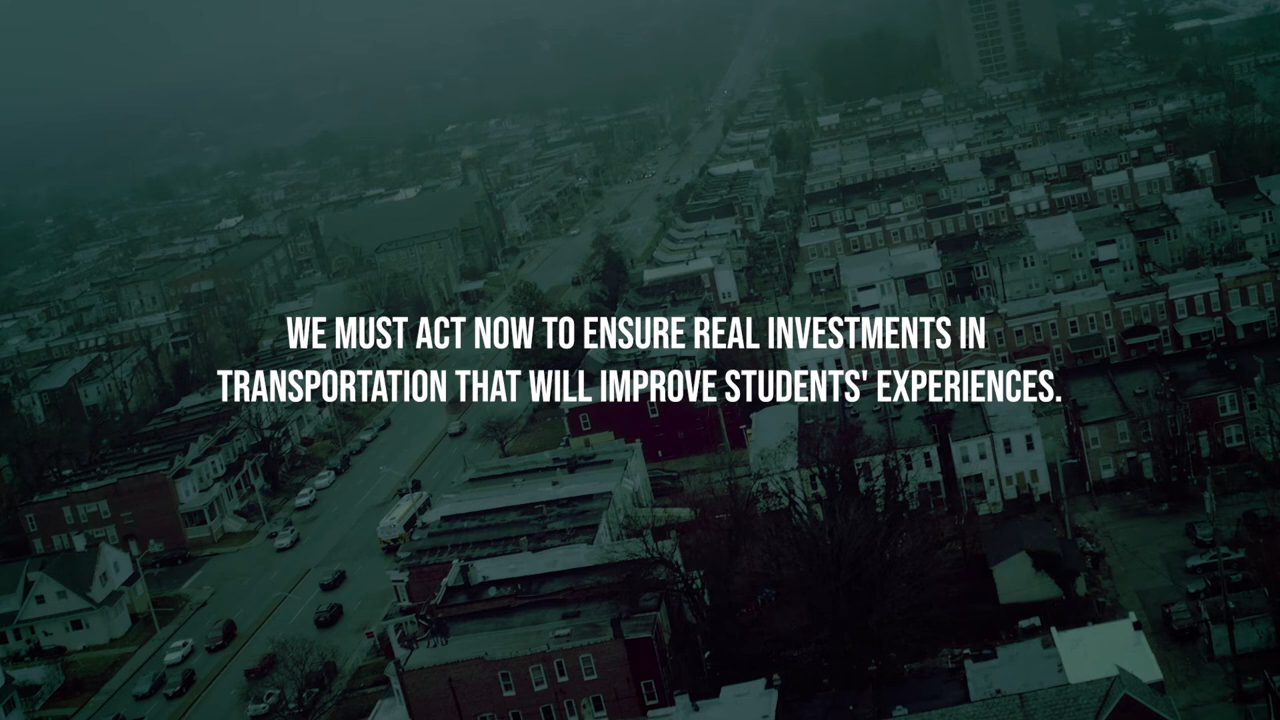 WE MUST ACT NOW TO ENSURE REAL INVESTMENTS IN
TRANSPORTATION THAT WILL IMPROVE STUDENTS' EXPERIENCES.